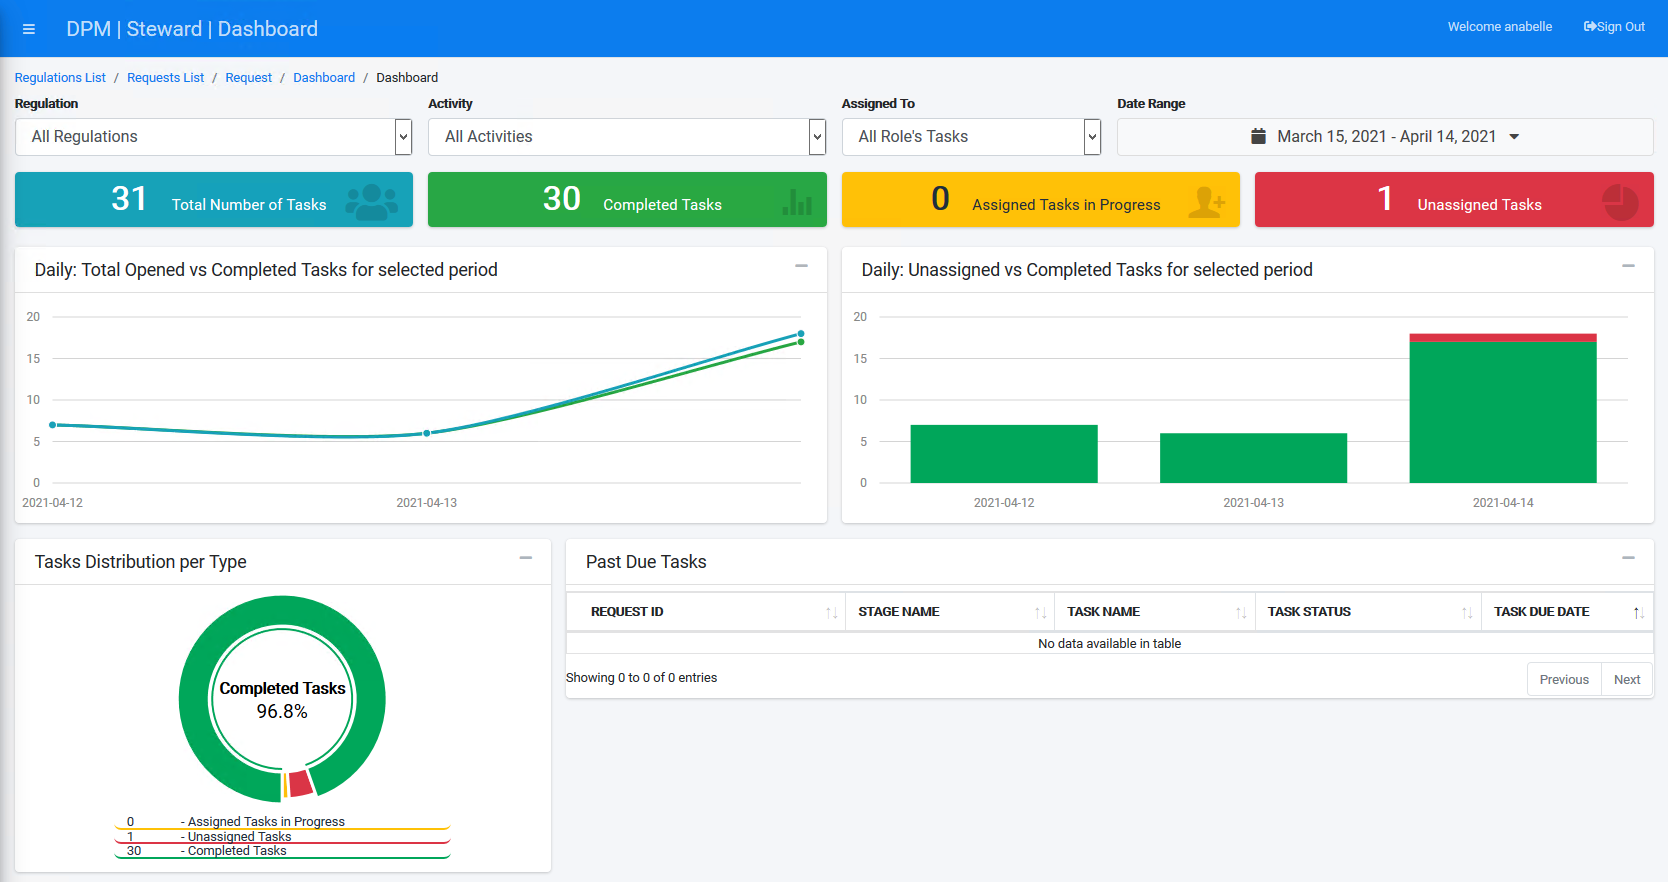 DPM | Steward | Dashboard
Welcome anabelle
Sign Out
Regulations List / Requests List / Request / Dashboard / Dashboard
Regulation
Activity
Assigned To
Date Range
All Regulations
All Activities
All Role's Tasks
March 15, 2021 - April 14, 2021
31 Total Number of Tasks
30 Completed Tasks
0 Assigned Tasks in Progress
1 Unassigned Tasks
Daily: Total Opened vs Completed Tasks for selected period
20
15
10
5
0
2021-04-12
2021-04-13
Daily: Unassigned vs Completed Tasks for selected period
20
15
10
5
0
2021-04-12
2021-04-13
2021-04-14
Tasks Distribution per Type
Completed Tasks
96.8%
0 - Assigned Tasks in Progress
1 - Unassigned Tasks
30 - Completed Tasks
Past Due Tasks
REQUEST ID
STAGE NAME
TASK NAME
TASK STATUS
TASK DUE DATE
No data available in table
Showing 0 to 0 of 0 entries
Previous
Next